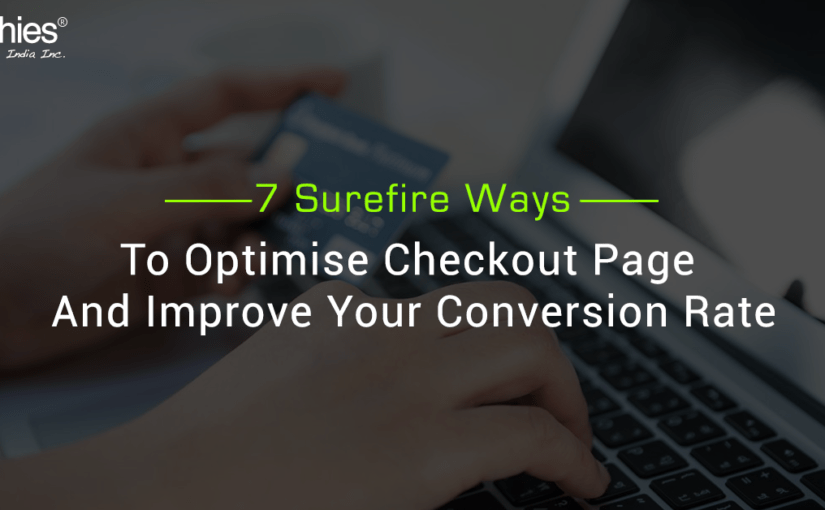 hies®
India Inc.
7 Surefire Ways
To Optimise Checkout Page
And Improve Your Conversion Rate